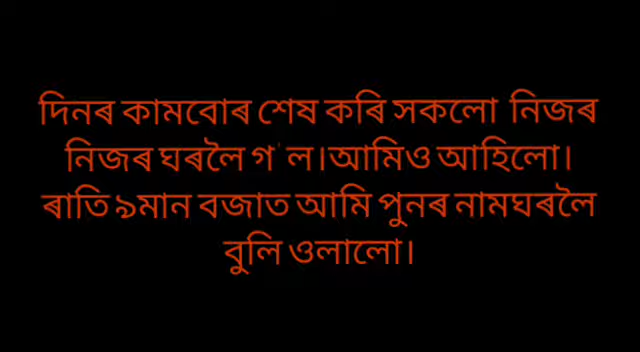 দিনৰ কামবোৰ শেষ কৰি সকলো নিজৰ
নিজৰ ঘৰলৈ গ' ল।আমিও আহিলো।
ৰাতি ৯মান বজাত আমি পুনৰ নামঘৰলৈ
বুলি ওলালো।